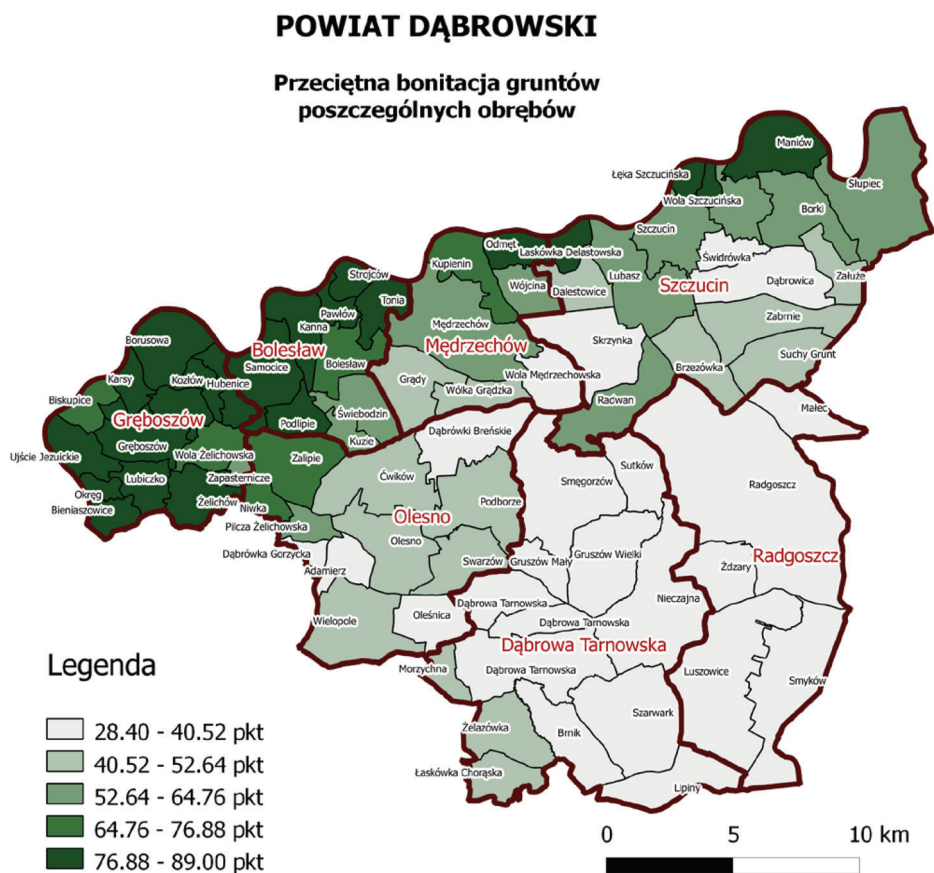 POWIAT DĄBROWSKI
Przeciętna bonitacja gruntów
poszczególnych obrębów
Maniów
Łęka Szczucińska
Słupiec
Wola Szczucińska
Borki
Szczucin
Odmęt
Laskówka Delastowska
Świdrówka
Kupienin
Strojców
Lubasz
Załuże
Wójcina
Szczucin
Dąbrowica
Dalestowice
Tonia
Pawłów
Zabrnie
Kanna
Mędrzechów
Borusowa
Skrzynka
Bolesław
Mędrzechów
Suchy Grunt
Samocice
Bolesław
Brzezówka
Grądy
Wola Mędrzechowska
Karsy
Kozłów
Hubenice
Wólka Grądzka
Biskupice
Radwan
Małec
Gręboszów
Świebodzin
Podlipie
Dąbrówki Breńskie
Kuzie
Gręboszów
Ujście Jezuickie
Wola Żelichowska
Zalipie
Sutków
Ćwików
Smęgorzów
Radgoszcz
Lubiczko
Zapasternicze
Okręg
Podborze
Bieniaszowice
Żelichów
Niwka
Olesno
Pilcza Żelichowska
Olesno
Dąbrówka Gorzycka
Swarzów
Gruszów Mały
Gruszów Wielki
Radgoszcz
Żdżary
Adamierz
Nieczajna
Dąbrowa Tarnowska
Oleśnica
Wielopole
Dąbrowa Tarnowska
Dąbrowa Tarnowska
Morzychna
Dąbrowa Tarnowska
Luszowice
Smyków
Szarwark
Żelazówka
Brnik
Łaskówka Chorąska
Lipiny
Legenda
28.40 - 40.52 pkt
40.52 - 52.64 pkt
52.64 - 64.76 pkt
64.76 - 76.88 pkt
76.88 - 89.00 pkt
0 5 10 km